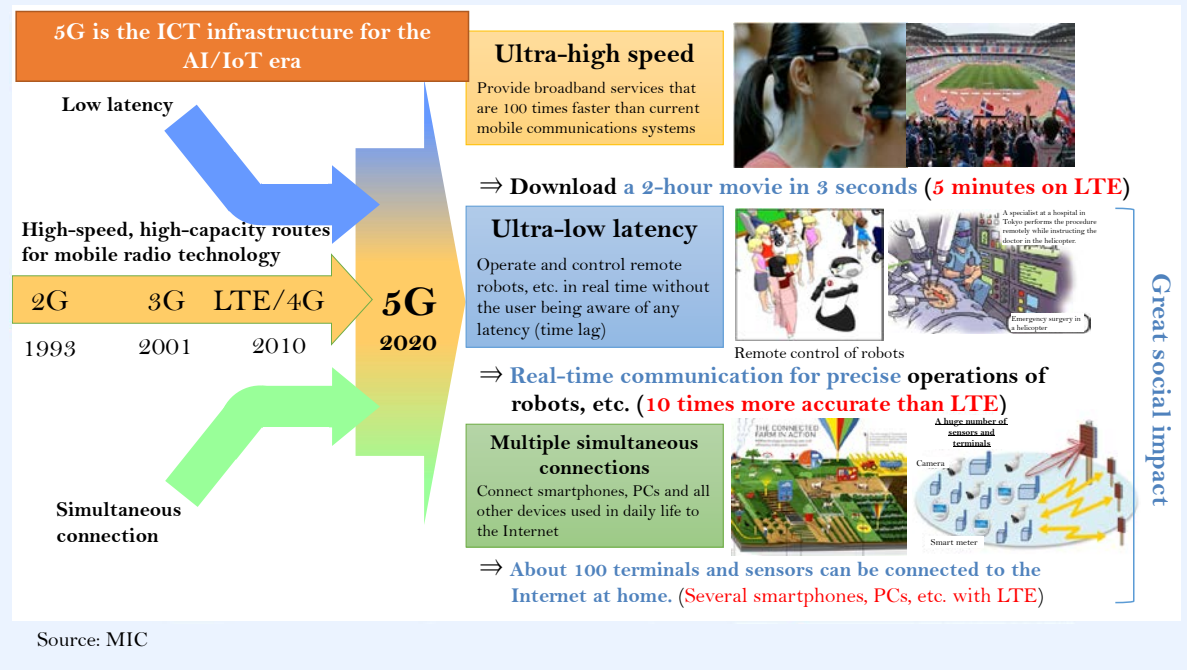 5G is the ICT infrastructure for the
AI/IoT era
Low latency
High-speed, high-capacity routes
for mobile radio technology
2G
3G
LTE/4G
1993
2001
2010
5G
2020
Simultaneous
connection
Ultra-high speed
Provide broadband services that
are 100 times faster than current
mobile communications systems
⇒ Download a 2-hour movie in 3 seconds (5 minutes on LTE)
Ultra-low latency
Operate and control remote
robots, etc. in real time without
the user being aware of any
latency (time lag)
Remote control of robots
A specialist at a hospital in
Tokyo performs the procedure
remotely while instructing the
doctor in the helicopter.
Emergency surgery in
a helicopter
⇒ Real-time communication for precise operations of
robots, etc. (10 times more accurate than LTE)
Multiple simultaneous
connections
Connect smartphones, PCs and all
other devices used in daily life to
the Internet
THE CONNECTED
FARM IN ACTION
A huge number of
sensors and
terminals
Camera
Smart meter
⇒ About 100 terminals and sensors can be connected to the
Internet at home. (Several smartphones, PCs, etc. with LTE)
Great social impact
Source: MIC